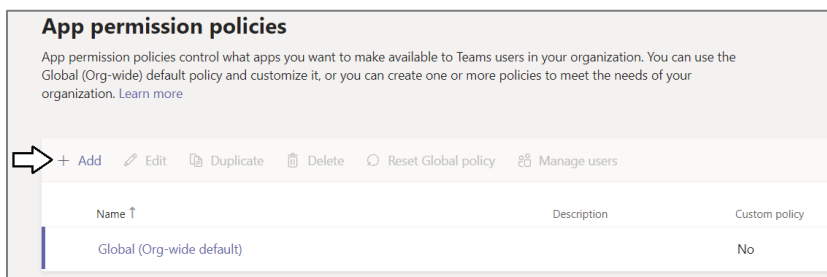 App permission policies
App permission policies control what apps you want to make available to Teams users in your organization. You can use the
Global (Org-wide) default policy and customize it, or you can create one or more policies to meet the needs of your
organization. Learn more
+ Add Edit Duplicate Delete Reset Global policy Manage users
Name ↑ Description Custom policy
Global (Org-wide default) No